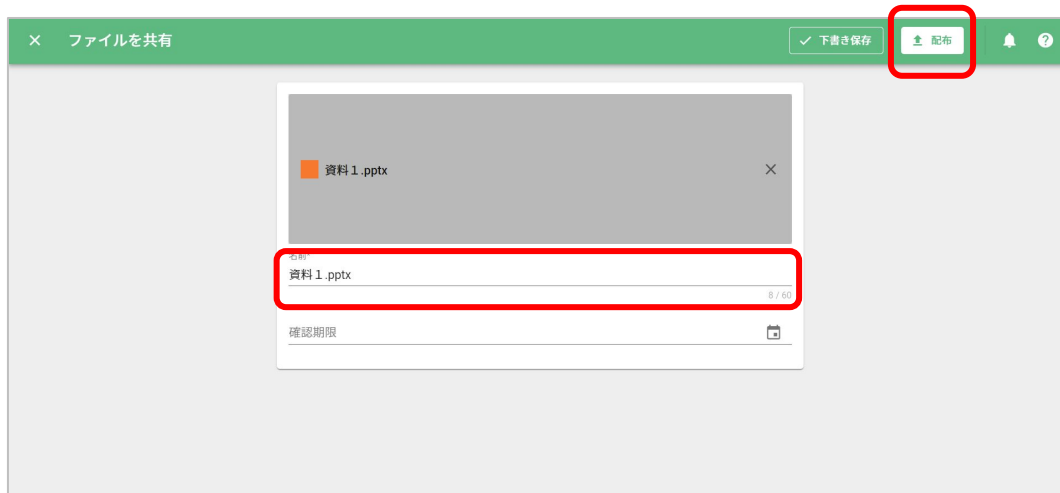 ファイルを共有
下書き保存
配布
資料１.pptx
名前*
資料１.pptx
8 / 60
確認期限